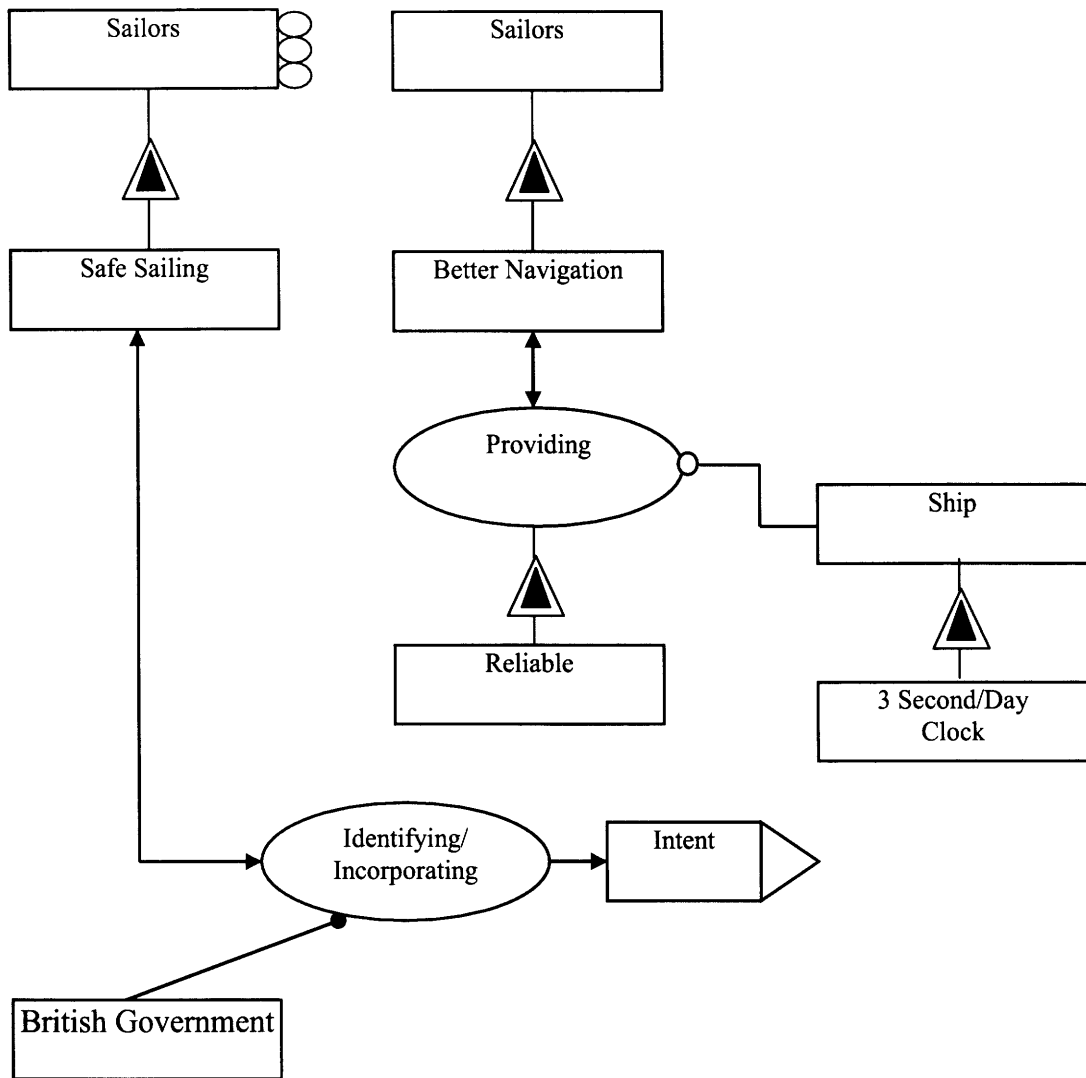 Sailors
Sailors
Safe Sailing
Better Navigation
Providing
Ship
Reliable
3 Second/Day
Clock
Identifying/
Incorporating
Intent
British Government